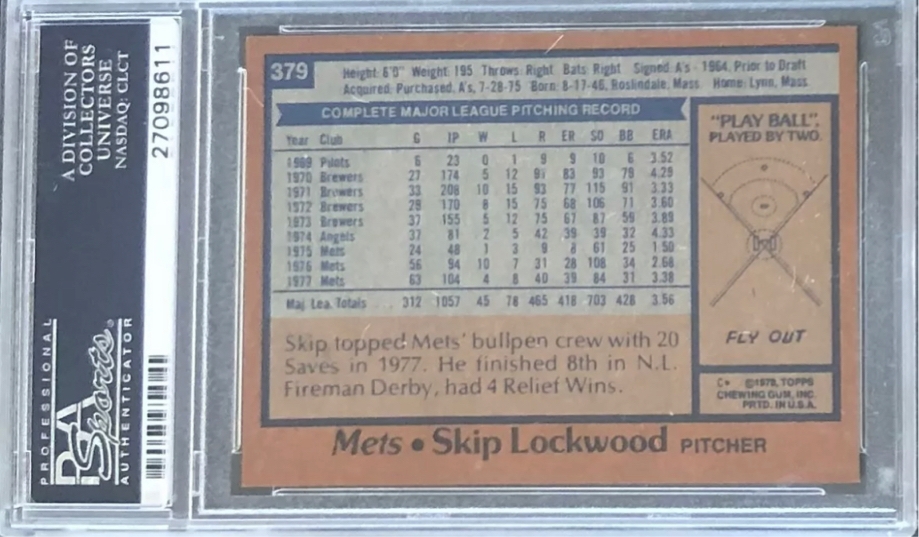 A DIVISION OF
COLLECTORS
UNIVERSE
NASDAQ: CLCT
27098611
PROFESSIONAL
PSA
Sports
AUTHENTICATOR
379
Height: 6'0" Weight: 195 Throws: Right Bats: Right Signed: A's - 1964, Prior to Draft
Acquired: Purchased, A's, 7-28-75 Born: 8-17-46, Roslindale, Mass Home: Lynn, Mass.
COMPLETE MAJOR LEAGUE PITCHING RECORD
Year Club G IP W L R ER SO BB ERA
1969 Pilots 6 23 0 1 9 9 10 6 3.52
1970 Brewers 27 174 5 12 91 83 93 79 4.29
1971 Brewers 33 208 10 15 93 77 115 91 3.33
1972 Brewers 29 170 8 15 75 68 106 71 3.60
1973 Brewers 37 155 5 12 75 67 87 59 3.89
1974 Angels 37 81 2 5 42 39 39 32 4.33
1975 Mets 24 48 1 3 9 8 61 25 1.50
1976 Mets 56 94 10 7 31 28 108 34 2.68
1977 Mets 63 104 4 8 40 39 84 31 3.38
Maj. Lea. Totals .... 312 1057 45 78 465 418 703 428 3.56
Skip topped Mets' bullpen crew with 20
Saves in 1977. He finished 8th in N.L.
Fireman Derby, had 4 Relief Wins.
"PLAY BALL".
PLAYED BY TWO.
FLY OUT
C* ©1978, TOPPS
CHEWING GUM, INC.
PRTD. IN U.S.A.
Mets • Skip Lockwood PITCHER